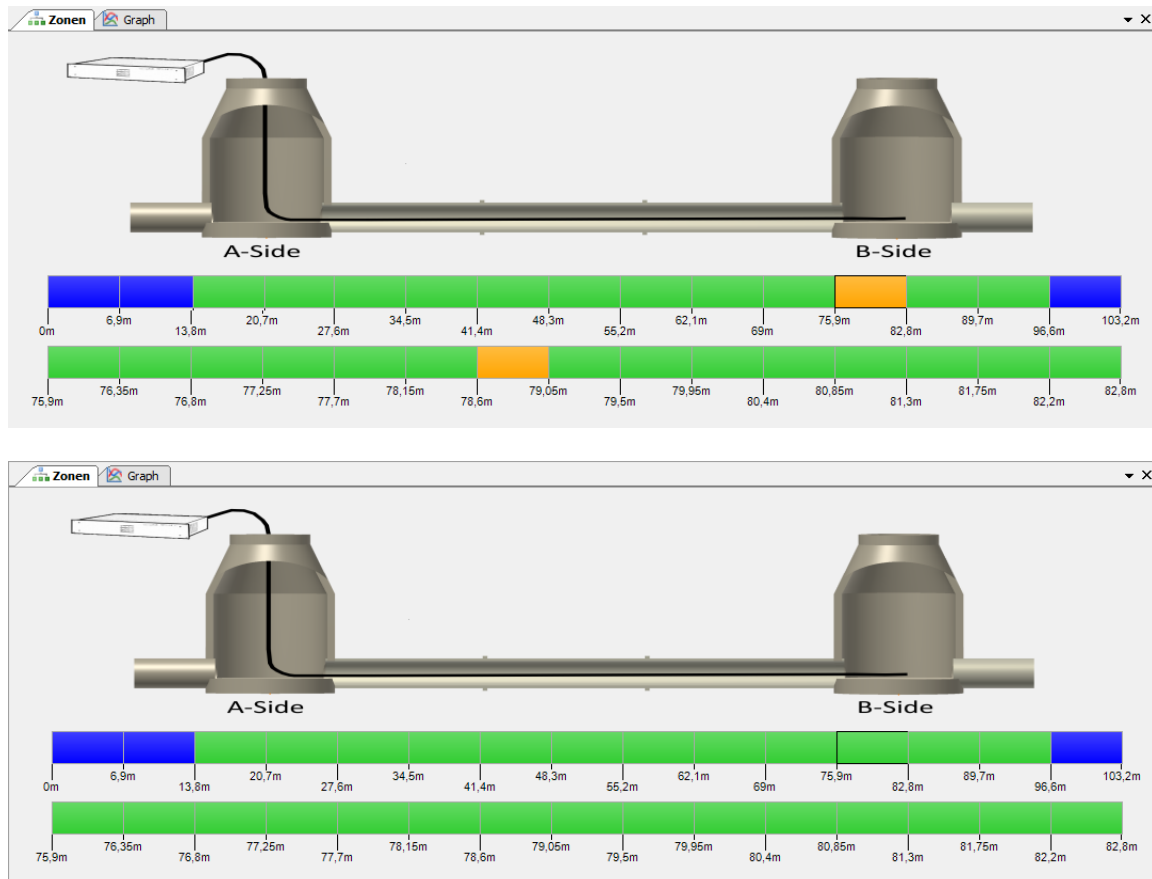 Zonen Graph
A-Side B-Side
0m 6,9m 13,8m 20,7m 27,6m 34,5m 41,4m 48,3m 55,2m 62,1m 69m 75,9m 82,8m 89,7m 96,6m 103,2m
75,9m 76,35m 76,8m 77,25m 77,7m 78,15m 78,6m 79,05m 79,5m 79,95m 80,4m 80,85m 81,3m 81,75m 82,2m 82,8m
Zonen Graph
A-Side B-Side
0m 6,9m 13,8m 20,7m 27,6m 34,5m 41,4m 48,3m 55,2m 62,1m 69m 75,9m 82,8m 89,7m 96,6m 103,2m
75,9m 76,35m 76,8m 77,25m 77,7m 78,15m 78,6m 79,05m 79,5m 79,95m 80,4m 80,85m 81,3m 81,75m 82,2m 82,8m